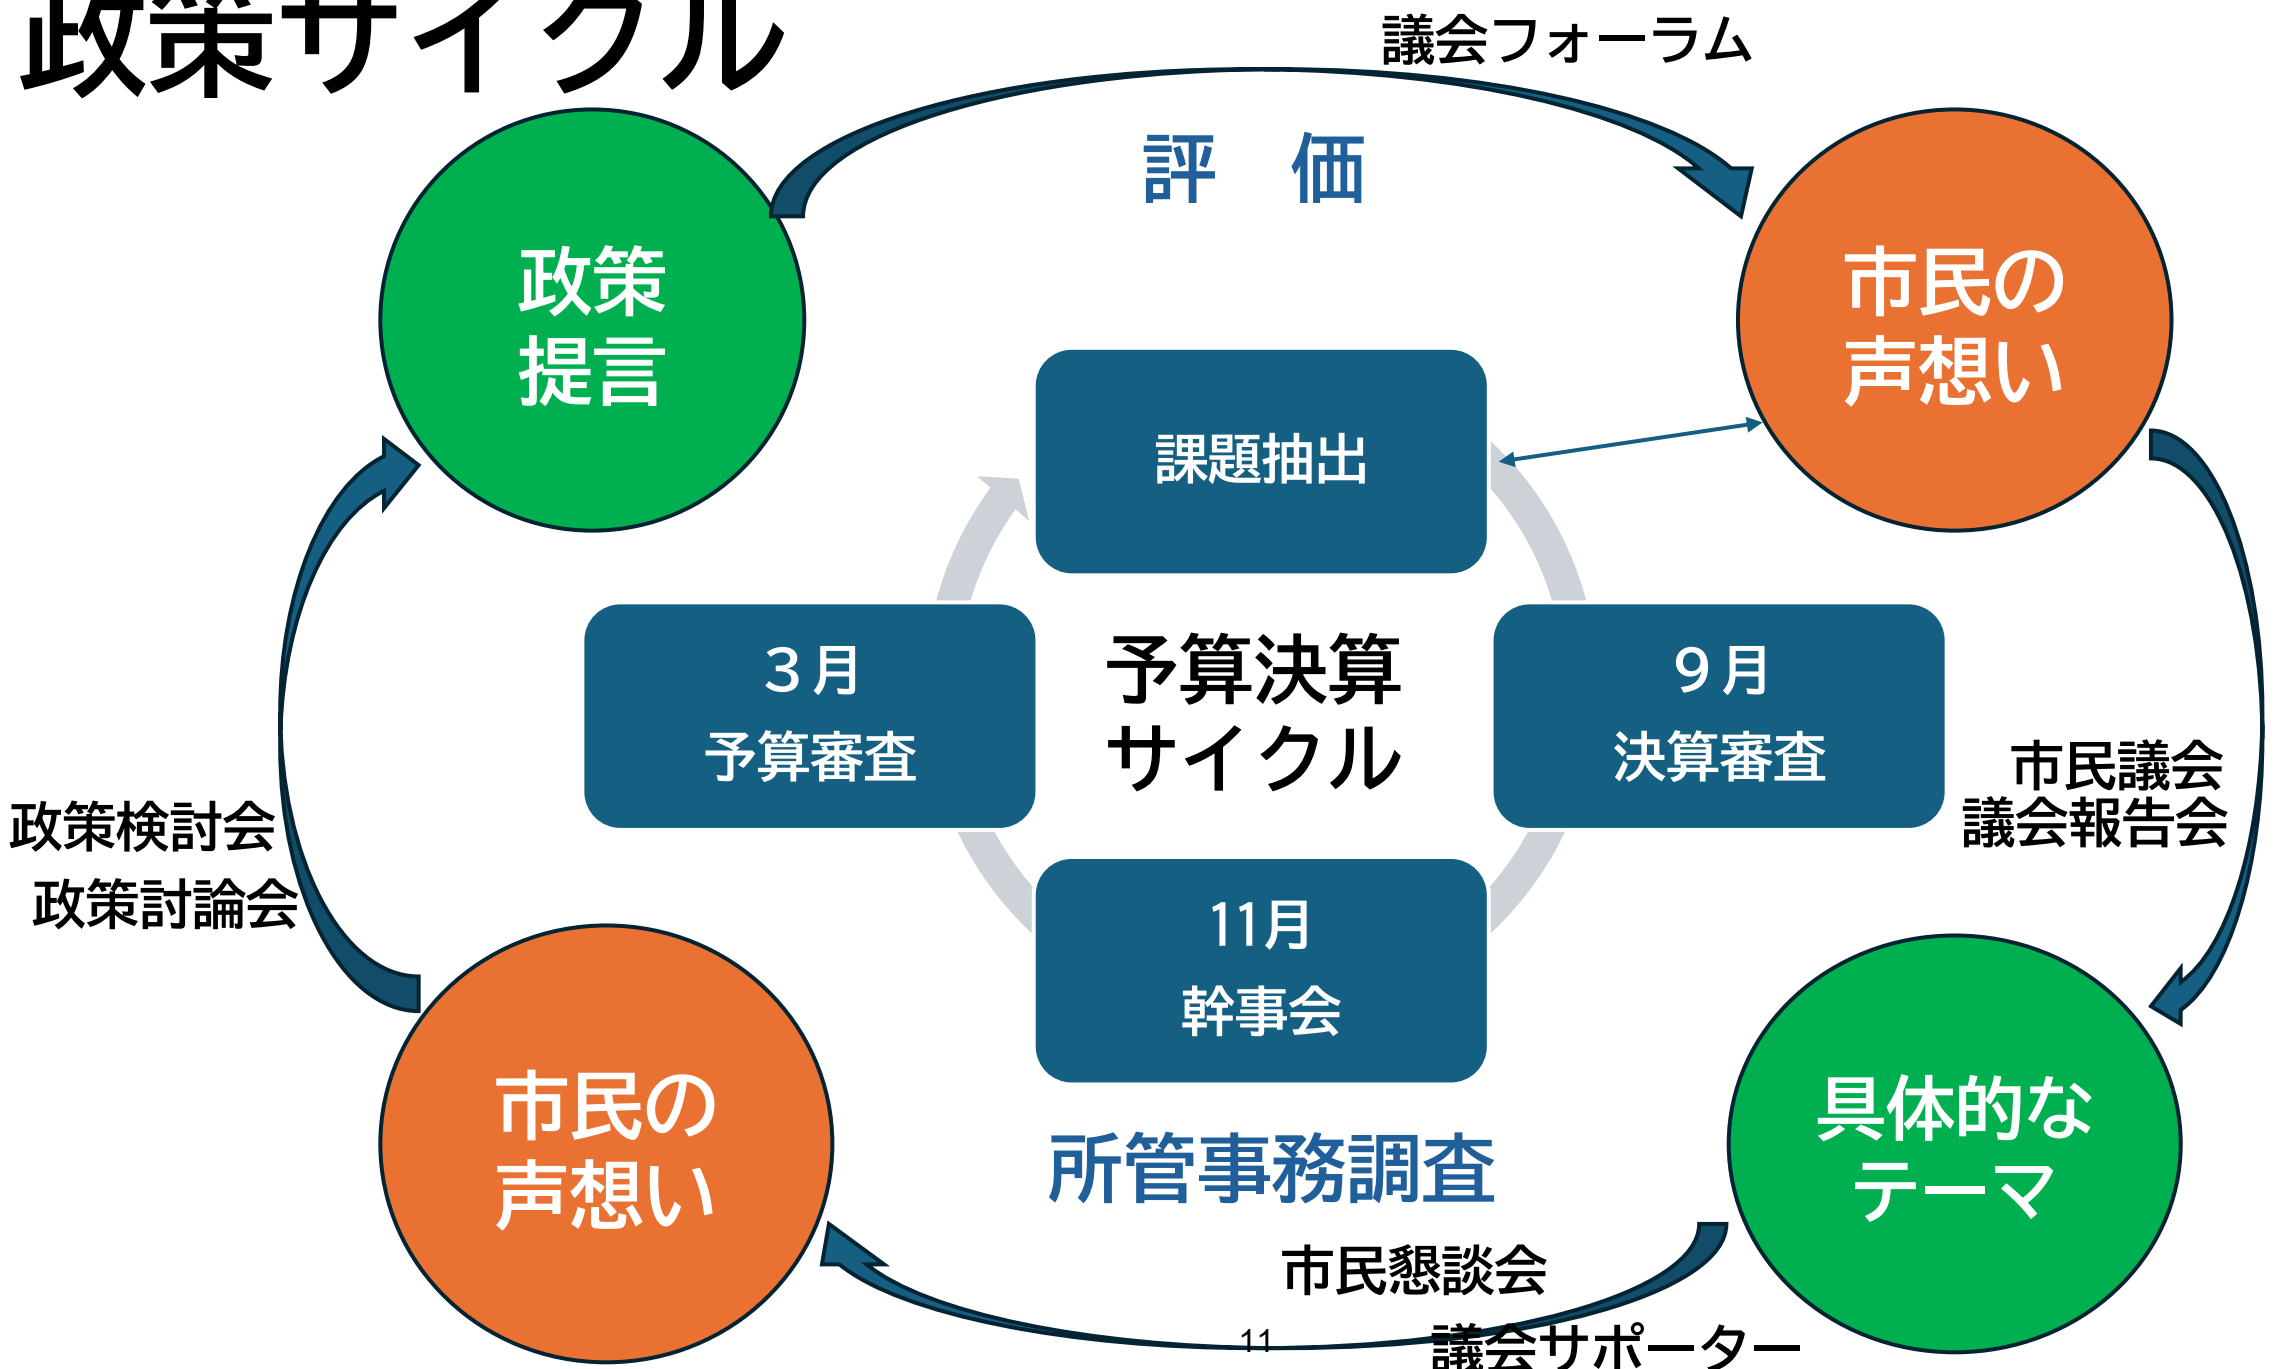 政策サイクル
議会フォーラム
評　価
政策
提言
市民の
声想い
課題抽出
３月
予算審査
予算決算
サイクル
９月
決算審査
市民議会
議会報告会
政策検討会
政策討論会
11月
幹事会
市民の
声想い
所管事務調査
具体的な
テーマ
市民懇談会
議会サポーター
11